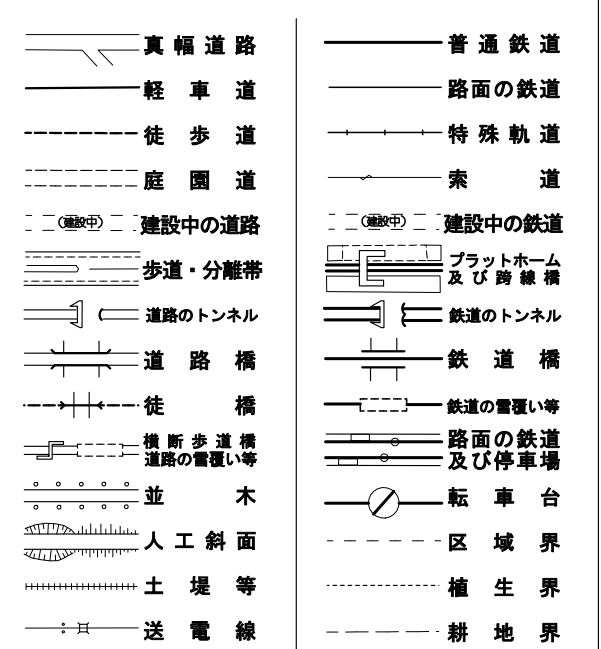 真幅道路
軽車道
徒歩道
庭園道
(建設中)
建設中の道路
歩道・分離帯
道路のトンネル
道路橋
徒橋
横断歩道橋
道路の雪覆い等
並木
人工斜面
土堤等
送電線
普通鉄道
路面の鉄道
特殊軌道
索道
(建設中)
建設中の鉄道
プラットホーム
及び跨線橋
鉄道のトンネル
鉄道橋
鉄道の雪覆い等
路面の鉄道
及び停車場
転車台
区域界
植生界
耕地界